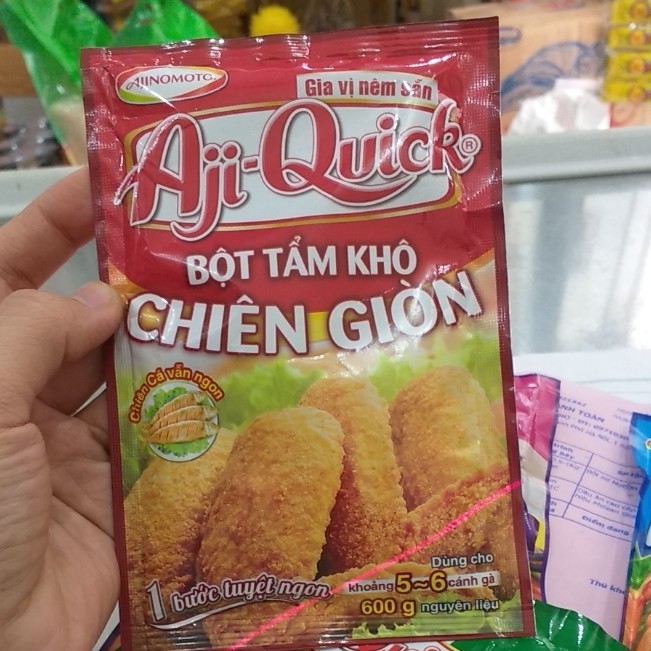 AJINOMOTO
Gia vị nêm sẵn
Aji-Quick®
BỘT TẨM KHÔ
CHIÊN GIÒN
Chiên Cá vẫn ngon
1 bước tuyệt ngon
Dùng cho
khoảng 5~6 cánh gà
600 g nguyên liệu